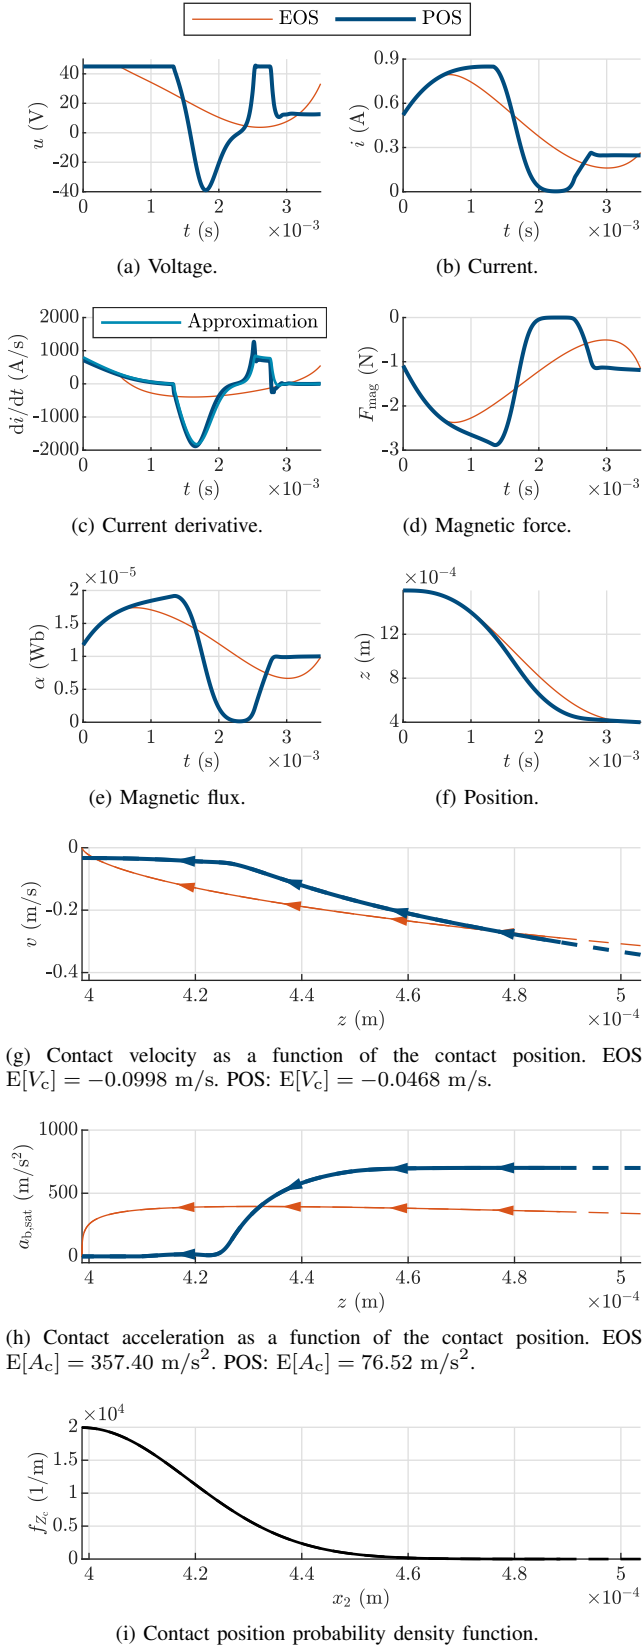 EOS POS
40
20
0
-20
-40
u (V)
0 1 2 3
t (s) ×10⁻³
(a) Voltage.
0.9
0.6
0.3
0
i (A)
0 1 2 3
t (s) ×10⁻³
(b) Current.
2000
1000
0
-1000
-2000
di/dt (A/s)
Approximation
0 1 2 3
t (s) ×10⁻³
(c) Current derivative.
0
-1
-2
-3
F_mag (N)
0 1 2 3
t (s) ×10⁻³
(d) Magnetic force.
×10⁻⁵
2
1.5
1
0.5
0
α (Wb)
0 1 2 3
t (s) ×10⁻³
(e) Magnetic flux.
×10⁻⁴
12
8
4
z (m)
0 1 2 3
t (s) ×10⁻³
(f) Position.
0
-0.2
-0.4
v (m/s)
4 4.2 4.4 4.6 4.8 5
z (m) ×10⁻⁴
(g) Contact velocity as a function of the contact position. EOS
E[V_c] = −0.0998 m/s. POS: E[V_c] = −0.0468 m/s.
1000
500
0
a_b,sat (m/s²)
4 4.2 4.4 4.6 4.8 5
z (m) ×10⁻⁴
(h) Contact acceleration as a function of the contact position. EOS
E[A_c] = 357.40 m/s². POS: E[A_c] = 76.52 m/s².
×10⁴
2
1.5
1
0.5
0
f_Z_c (1/m)
4 4.2 4.4 4.6 4.8 5
x₂ (m) ×10⁻⁴
(i) Contact position probability density function.